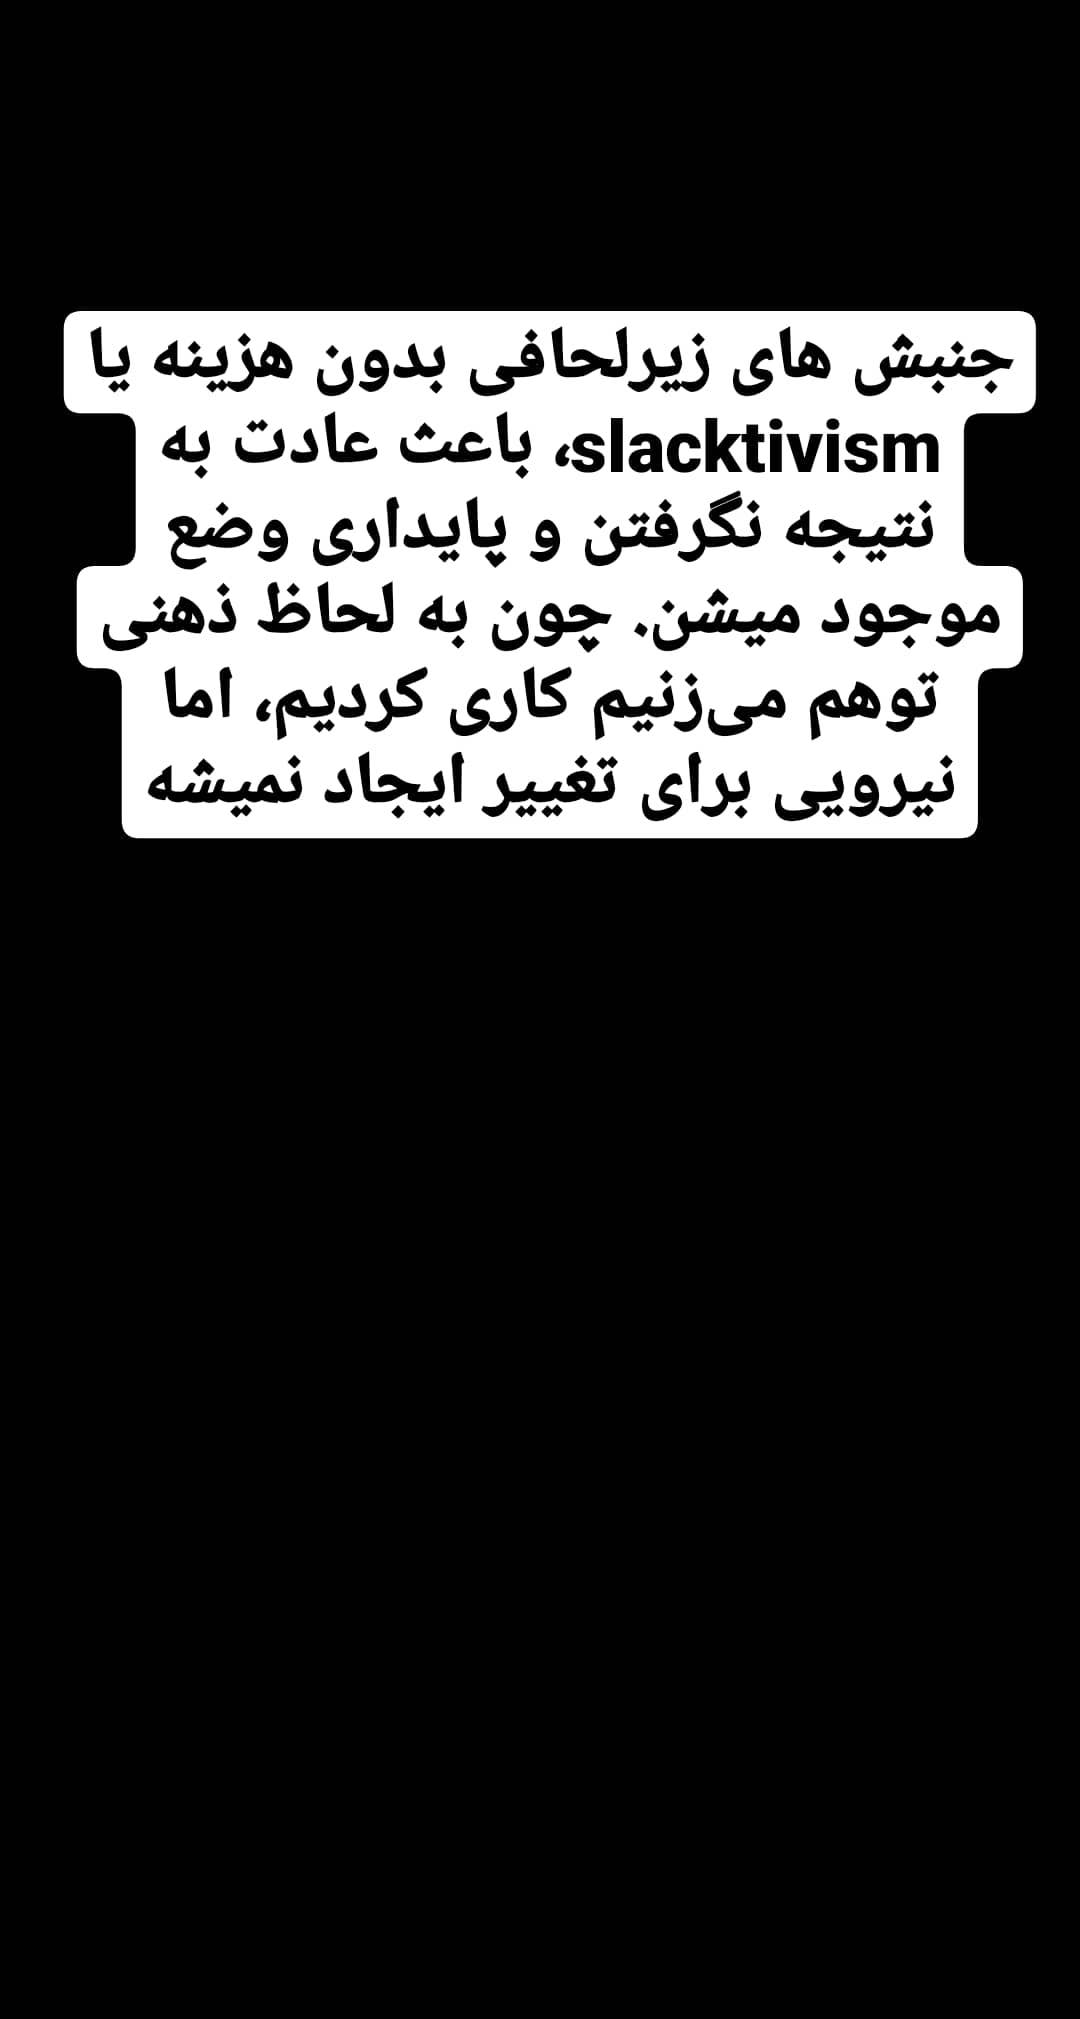 جنبش های زیرلحافی بدون هزینه یا
slacktivism، باعث عادت به
نتیجه نگرفتن و پایداری وضع
موجود میشن. چون به لحاظ ذهنی
توهم می‌زنیم کاری کردیم، اما
نیرویی برای تغییر ایجاد نمیشه